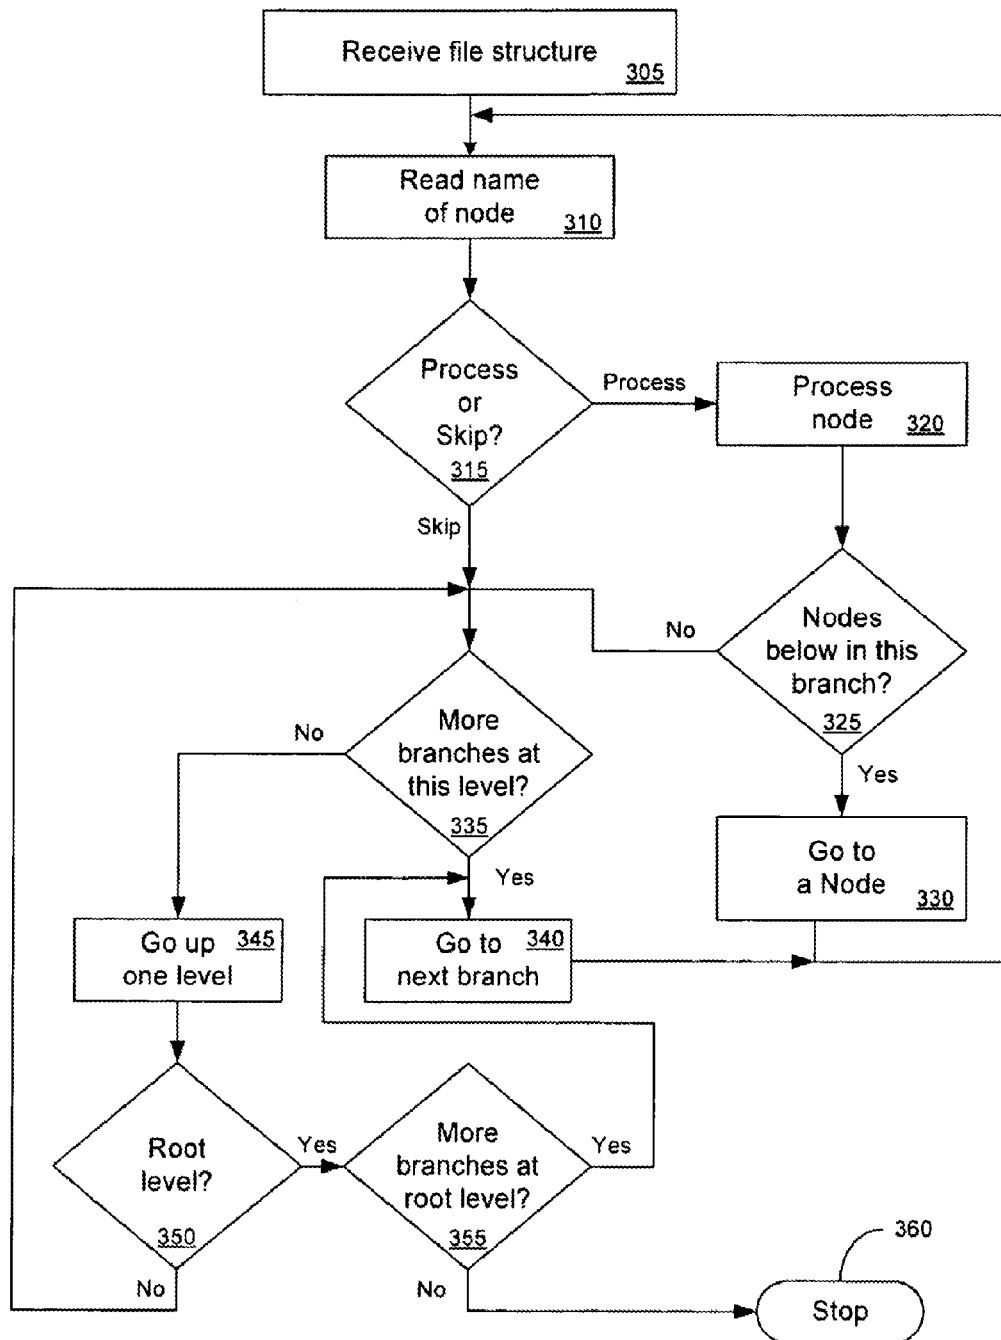 Receive file structure
305
Read name
of node
310
Process
or
Skip?
315
Process
Process
node
320
Skip
Nodes
below in this
branch?
325
No
Yes
More
branches at
this level?
335
No
Yes
Go to
a Node
330
Go up
one level
345
Go to
next branch
340
Root
level?
350
Yes
No
More
branches at
root level?
355
Yes
No
360
Stop